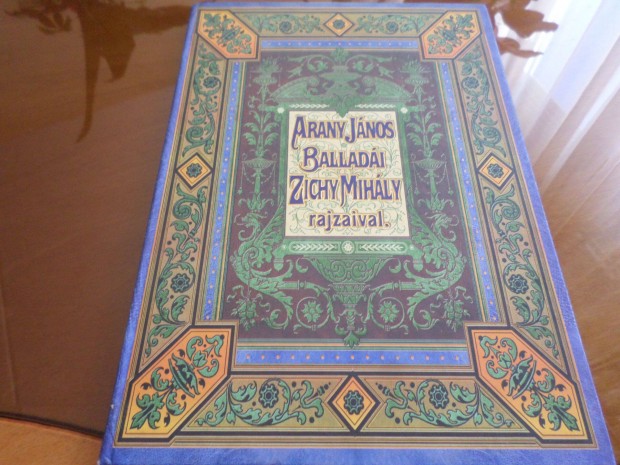 ARANY JÁNOS
BALLADÁI
ZICHY MIHÁLY
rajzaival.